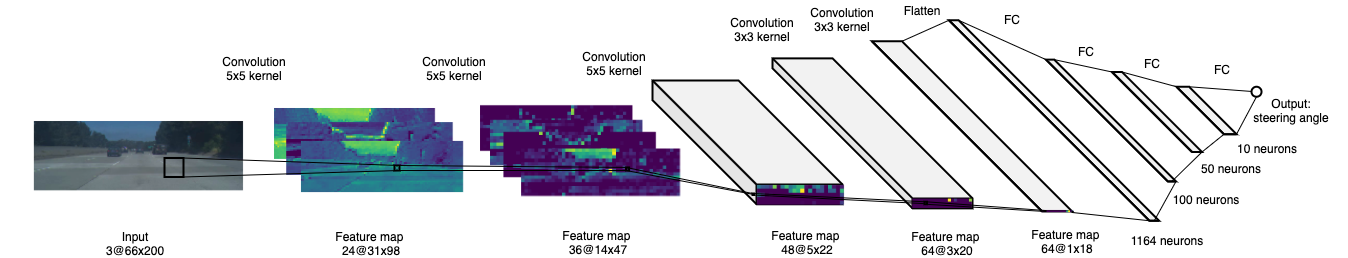 Convolution
5x5 kernel
Convolution
5x5 kernel
Convolution
5x5 kernel
Convolution
3x3 kernel
Convolution
3x3 kernel
Flatten
FC
FC
FC
FC
Output:
steering angle
10 neurons
50 neurons
100 neurons
1164 neurons
Input
3@66x200
Feature map
24@31x98
Feature map
36@14x47
Feature map
48@5x22
Feature map
64@3x20
Feature map
64@1x18